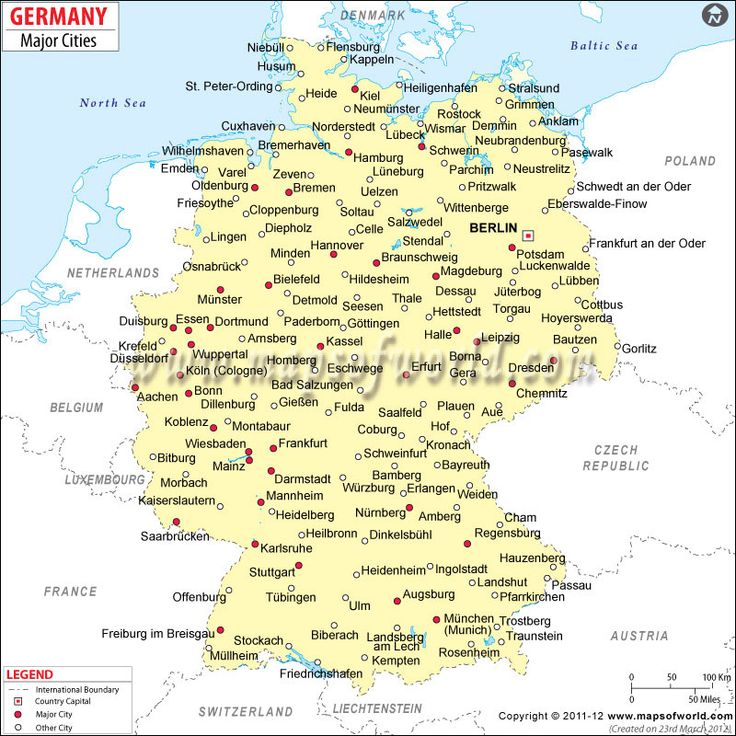 GERMANY
Major Cities
DENMARK
Baltic Sea
North Sea
N
Niebüll
Flensburg
Kappeln
Husum
St. Peter-Ording
Heide
Kiel
Heiligenhafen
Stralsund
Grimmen
Rostock
Neumünster
Cuxhaven
Norderstedt
Lübeck
Wismar
Demmin
Anklam
Neubrandenburg
Wilhelmshaven
Bremerhaven
Hamburg
Schwerin
Pasewalk
POLAND
Emden
Varel
Zeven
Lüneburg
Parchim
Neustrelitz
Oldenburg
Bremen
Uelzen
Pritzwalk
Schwedt an der Oder
Friesoythe
Cloppenburg
Soltau
Salzwedel
Wittenberge
Eberswalde-Finow
Lingen
Diepholz
Celle
Stendal
BERLIN
Frankfurt an der Oder
Hannover
Minden
Osnabrück
Braunschweig
Potsdam
Luckenwalde
NETHERLANDS
Bielefeld
Hildesheim
Magdeburg
Münster
Detmold
Seesen
Thale
Dessau
Jüterbog
Lübben
Cottbus
Duisburg
Essen
Dortmund
Paderborn
Göttingen
Hettstedt
Torgau
Hoyerswerda
Krefeld
Arnsberg
Kassel
Halle
Leipzig
Bautzen
Gorlitz
Düsseldorf
Wuppertal
Homberg
Eschwege
Borna
Dresden
Köln (Cologne)
Erfurt
Gera
www.mapsofworld.com
Aachen
Bonn
Bad Salzungen
Chemnitz
Dillenburg
Gießen
Fulda
Saalfeld
Plauen
Aue
BELGIUM
Koblenz
Montabaur
Coburg
Hof
Kronach
Wiesbaden
Frankfurt
CZECH
REPUBLIC
Bitburg
Mainz
Schweinfurt
Bayreuth
LUXEMBOURG
Morbach
Darmstadt
Bamberg
Würzburg
Erlangen
Weiden
Kaiserslautern
Mannheim
Heidelberg
Nürnberg
Amberg
Cham
Saarbrücken
Heilbronn
Dinkelsbühl
Regensburg
Karlsruhe
Hauzenberg
Stuttgart
Heidenheim
Ingolstadt
Landshut
Passau
FRANCE
Offenburg
Tübingen
Ulm
Augsburg
Pfarrkirchen
München
(Munich)
Trostberg
Freiburg im Breisgau
Biberach
Landsberg
am Lech
Traunstein
AUSTRIA
Stockach
Müllheim
Kempten
Rosenheim
Friedrichshafen
SWITZERLAND
LIECHTENSTEIN
LEGEND
International Boundary
Country Capital
Major City
Other City
0 50 100 Km
0 50 Miles
Copyright © 2011-12 www.mapsofworld.com
(Created on 23rd March 2012)